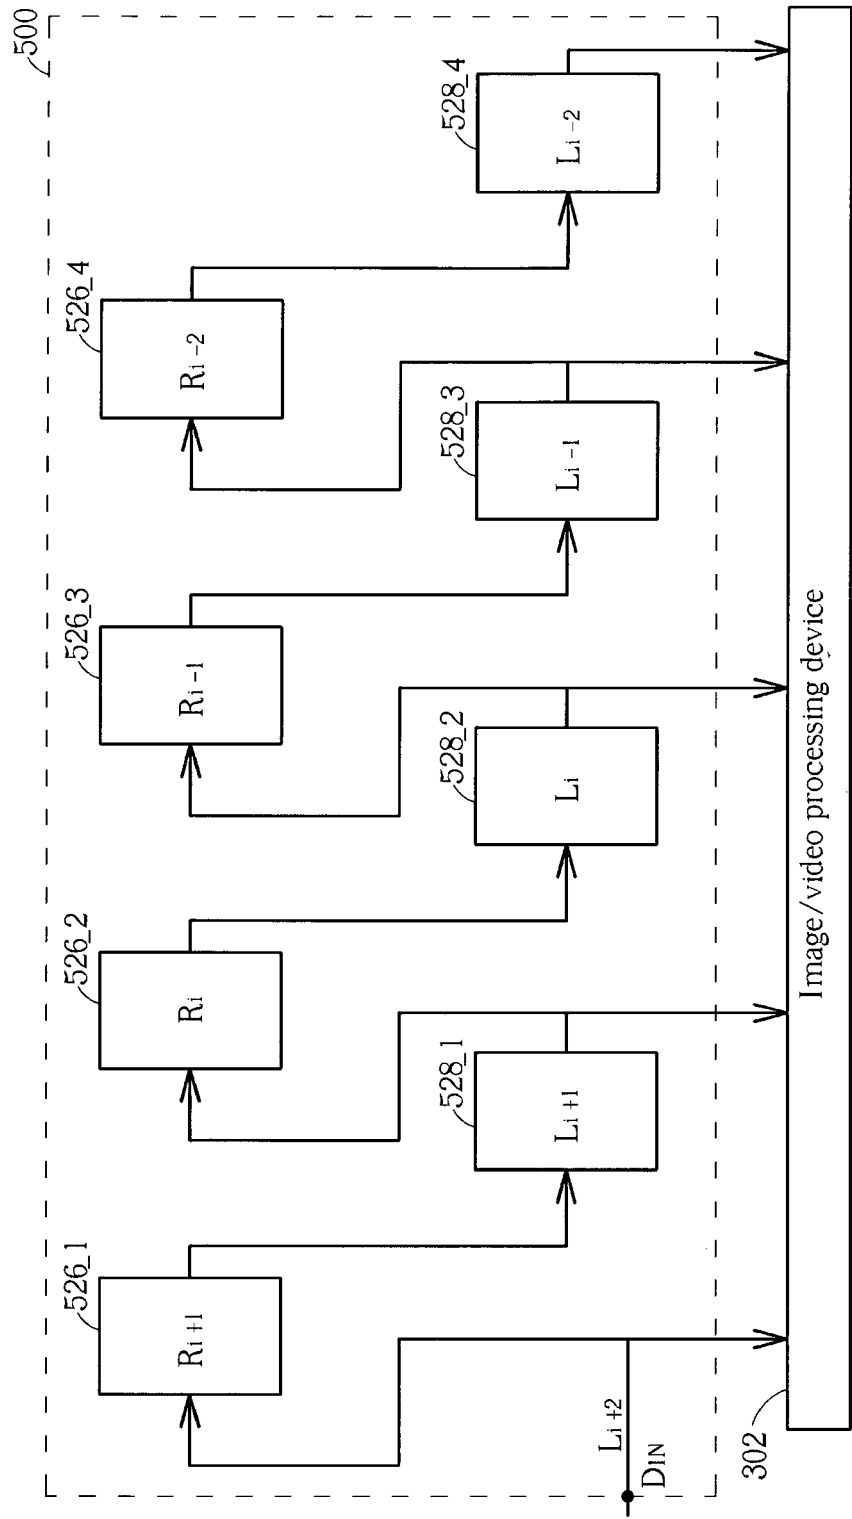 500
526_1
526_2
526_3
526_4
Ri+1
Ri
Ri-1
Ri-2
528_1
528_2
528_3
528_4
Li+1
Li
Li-1
Li-2
Li+2
DIN
302
Image/video processing device